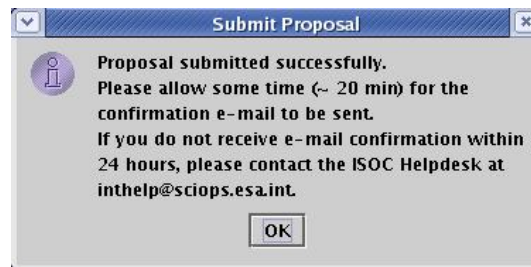 Submit Proposal
Proposal submitted successfully.
Please allow some time (~ 20 min) for the
confirmation e-mail to be sent.
If you do not receive e-mail confirmation within
24 hours, please contact the ISOC Helpdesk at
inthelp@sciops.esa.int.
OK